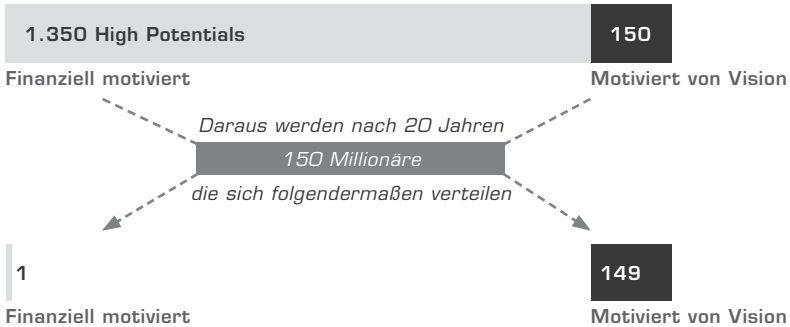 1.350 High Potentials
150
Finanziell motiviert
Motiviert von Vision
Daraus werden nach 20 Jahren
150 Millionäre
die sich folgendermaßen verteilen
1
149
Finanziell motiviert
Motiviert von Vision